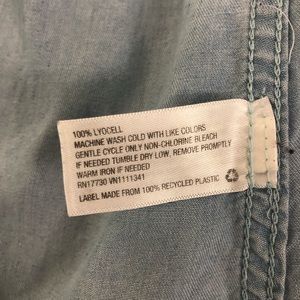 100% LYOCELL
MACHINE WASH COLD WITH LIKE COLORS
GENTLE CYCLE ONLY NON-CHLORINE BLEACH
IF NEEDED TUMBLE DRY LOW, REMOVE PROMPTLY
WARM IRON IF NEEDED
RN17730 VN1111341
LABEL MADE FROM 100% RECYCLED PLASTIC